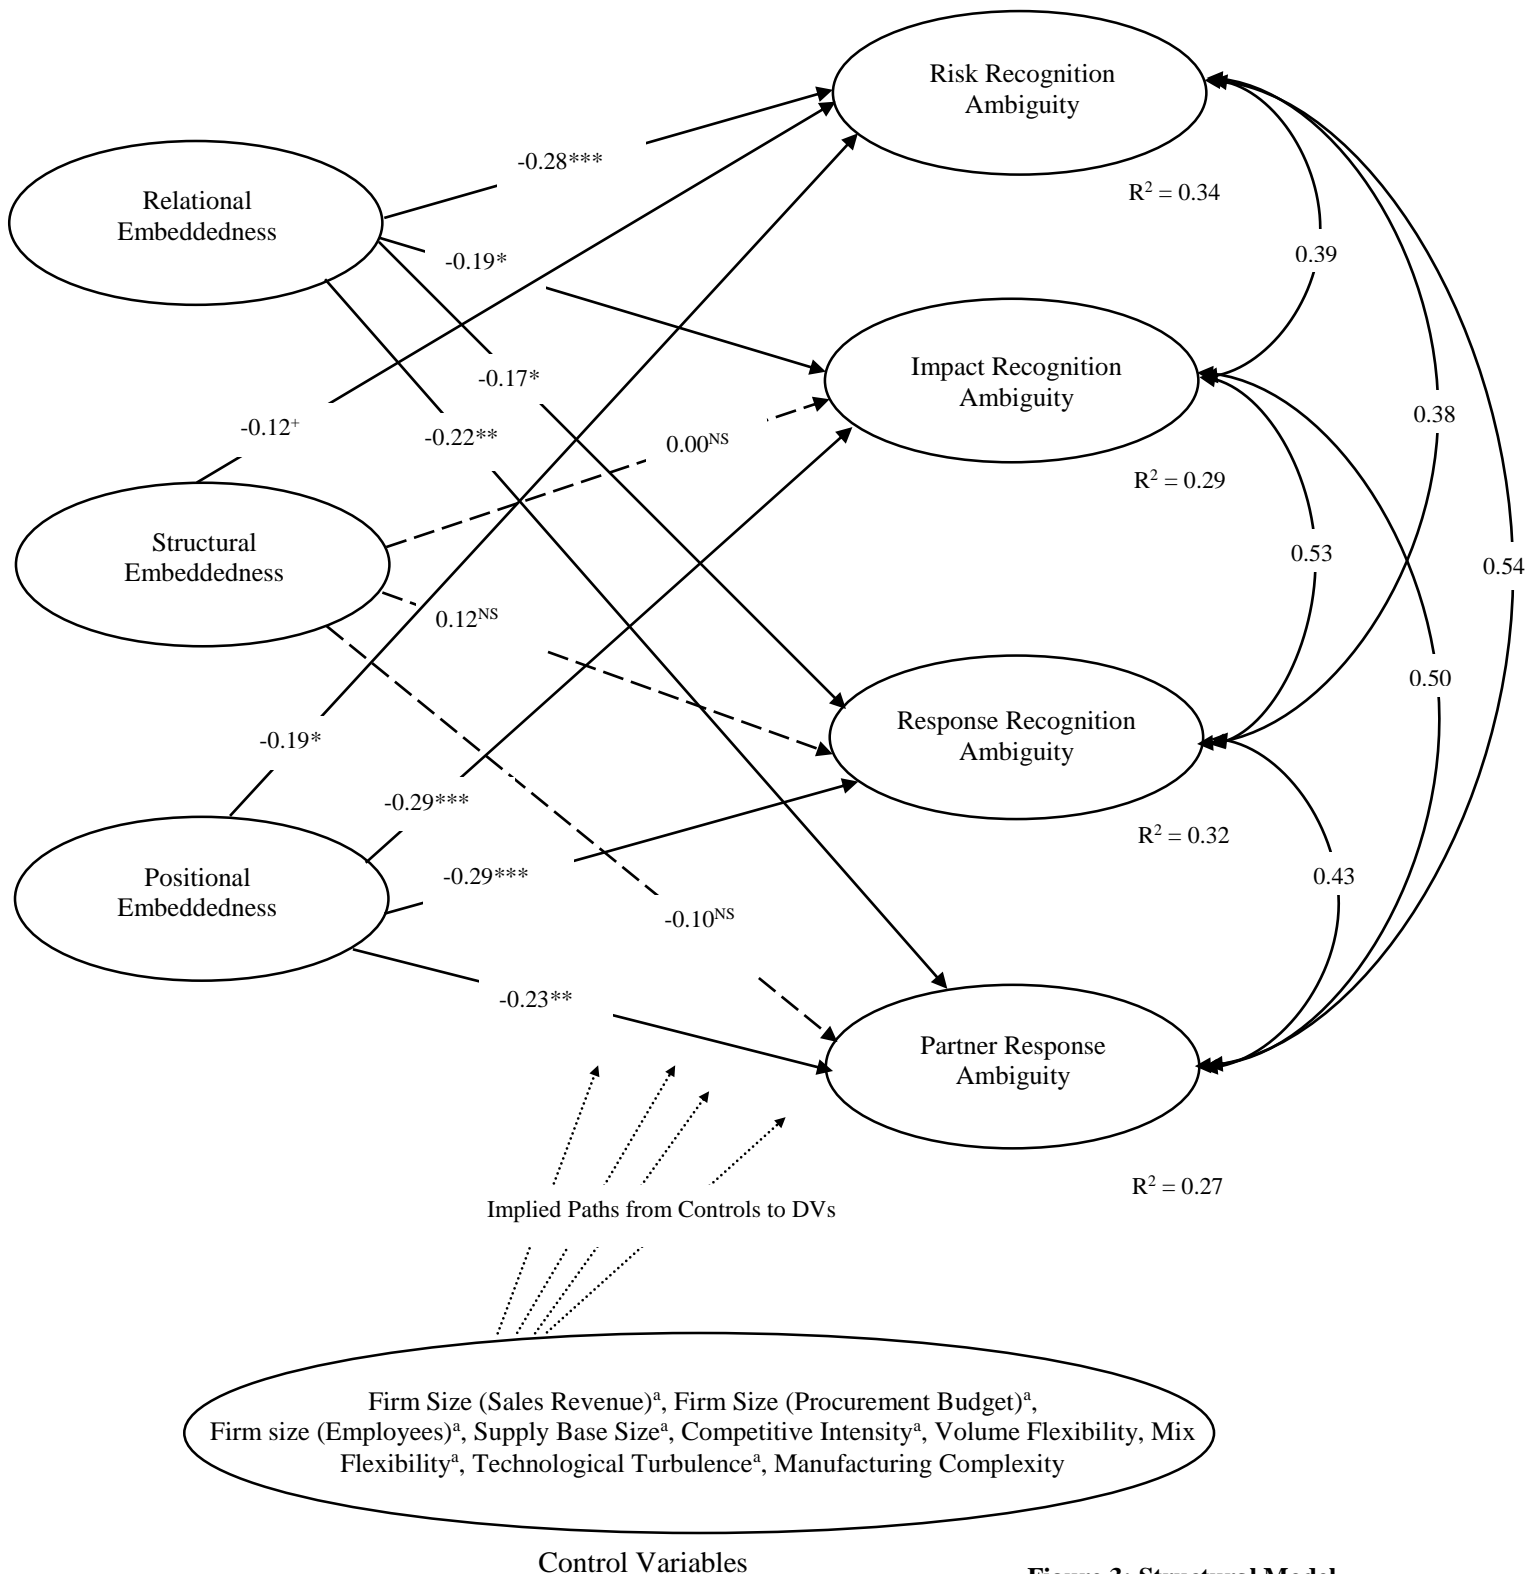 Risk Recognition
Ambiguity
-0.28***
R² = 0.34
Relational
Embeddedness
-0.19*
0.39
Impact Recognition
Ambiguity
-0.17*
0.38
-0.12⁺
-0.22**
0.00ᴺˢ
R² = 0.29
Structural
Embeddedness
0.53
0.54
0.12ᴺˢ
0.50
Response Recognition
Ambiguity
-0.19*
-0.29***
R² = 0.32
-0.29***
0.43
Positional
Embeddedness
-0.10ᴺˢ
-0.23**
Partner Response
Ambiguity
R² = 0.27
Implied Paths from Controls to DVs
Firm Size (Sales Revenue)ᵃ, Firm Size (Procurement Budget)ᵃ,
Firm size (Employees)ᵃ, Supply Base Sizeᵃ, Competitive Intensityᵃ, Volume Flexibility, Mix
Flexibilityᵃ, Technological Turbulenceᵃ, Manufacturing Complexity
Control Variables
Figure 3: Structural Model